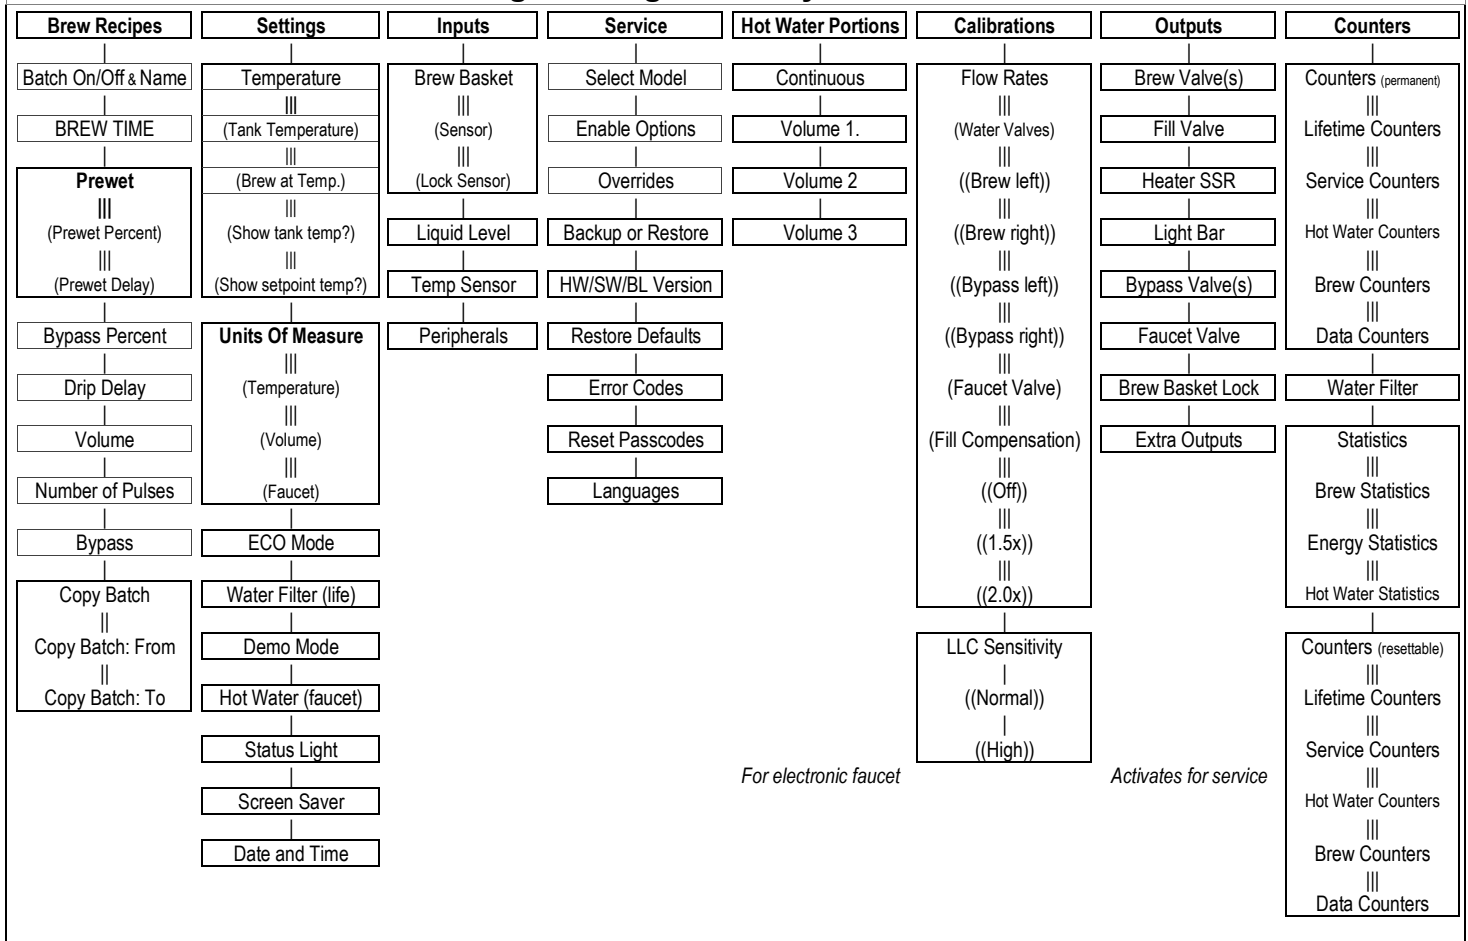 Brew Recipes
Batch On/Off & Name
BREW TIME
Prewet
(Prewet Percent)
(Prewet Delay)
Bypass Percent
Drip Delay
Volume
Number of Pulses
Bypass
Copy Batch
Copy Batch: From
Copy Batch: To
Settings
Temperature
(Tank Temperature)
(Brew at Temp.)
(Show tank temp?)
(Show setpoint temp?)
Units Of Measure
(Temperature)
(Volume)
(Faucet)
ECO Mode
Water Filter (life)
Demo Mode
Hot Water (faucet)
Status Light
Screen Saver
Date and Time
Inputs
Brew Basket
(Sensor)
(Lock Sensor)
Liquid Level
Temp Sensor
Peripherals
Service
Select Model
Enable Options
Overrides
Backup or Restore
HW/SW/BL Version
Restore Defaults
Error Codes
Reset Passcodes
Languages
Hot Water Portions
Continuous
Volume 1.
Volume 2
Volume 3
For electronic faucet
Calibrations
Flow Rates
(Water Valves)
((Brew left))
((Brew right))
((Bypass left))
((Bypass right))
(Faucet Valve)
(Fill Compensation)
((Off))
((1.5x))
((2.0x))
LLC Sensitivity
((Normal))
((High))
Outputs
Brew Valve(s)
Fill Valve
Heater SSR
Light Bar
Bypass Valve(s)
Faucet Valve
Brew Basket Lock
Extra Outputs
Activates for service
Counters
Counters (permanent)
Lifetime Counters
Service Counters
Hot Water Counters
Brew Counters
Data Counters
Water Filter
Statistics
Brew Statistics
Energy Statistics
Hot Water Statistics
Counters (resettable)
Lifetime Counters
Service Counters
Hot Water Counters
Brew Counters
Data Counters